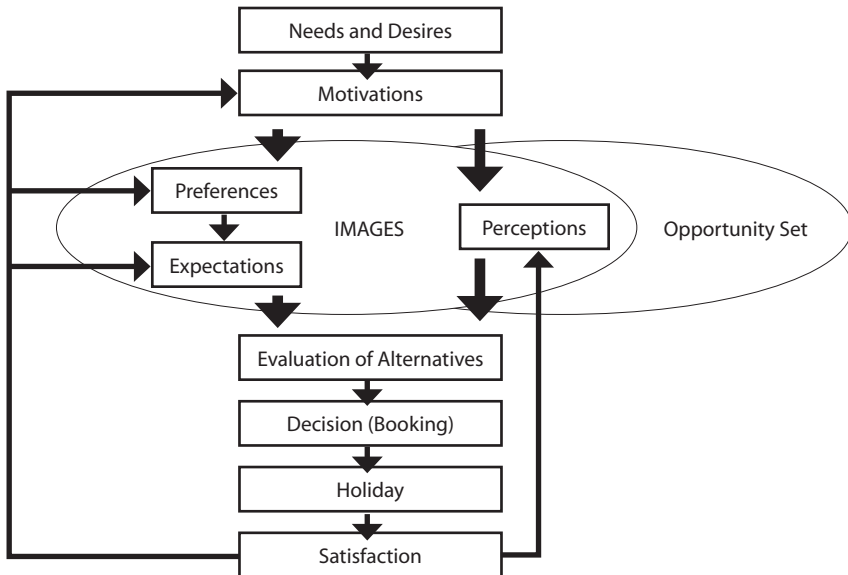 Needs and Desires
Motivations
Preferences
IMAGES
Perceptions
Opportunity Set
Expectations
Evaluation of Alternatives
Decision (Booking)
Holiday
Satisfaction